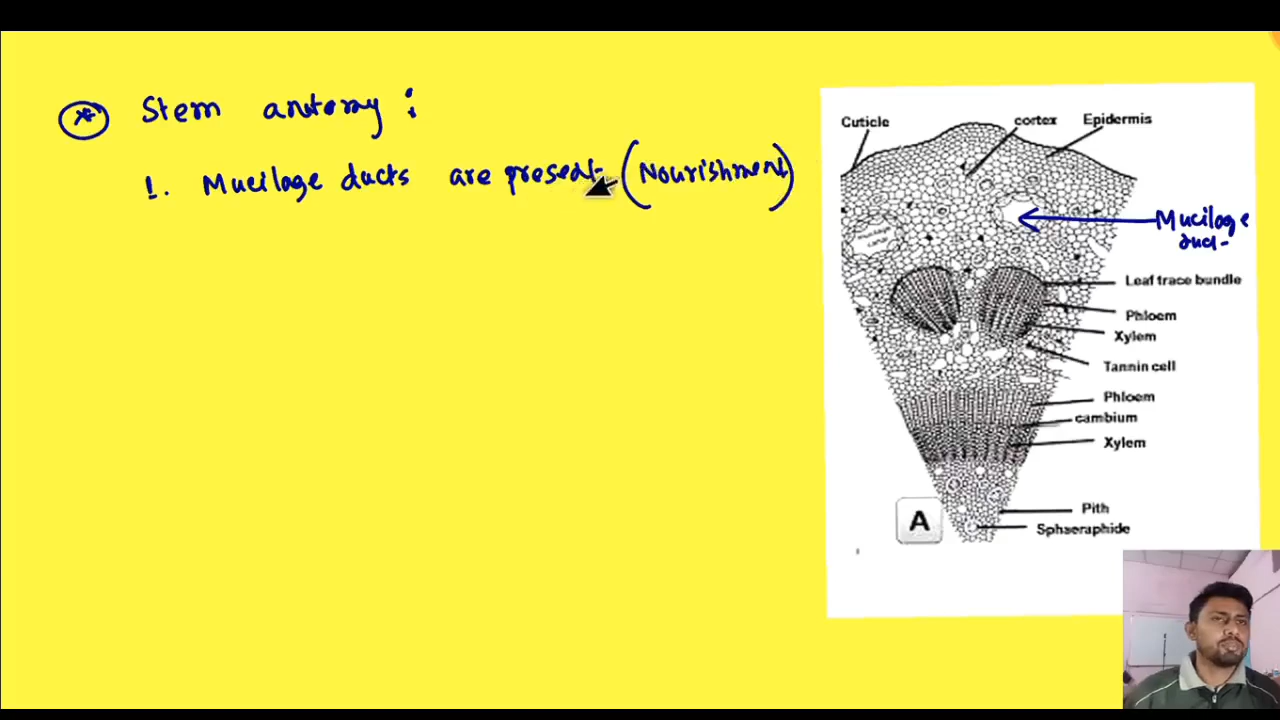 * Stem anatomy :
1. Mucilage ducts are present (Nourishment)
Cuticle
cortex
Epidermis
Mucilage
duct
Leaf trace bundle
Phloem
Xylem
Tannin cell
Phloem
cambium
Xylem
Pith
Sphaeraphide
A